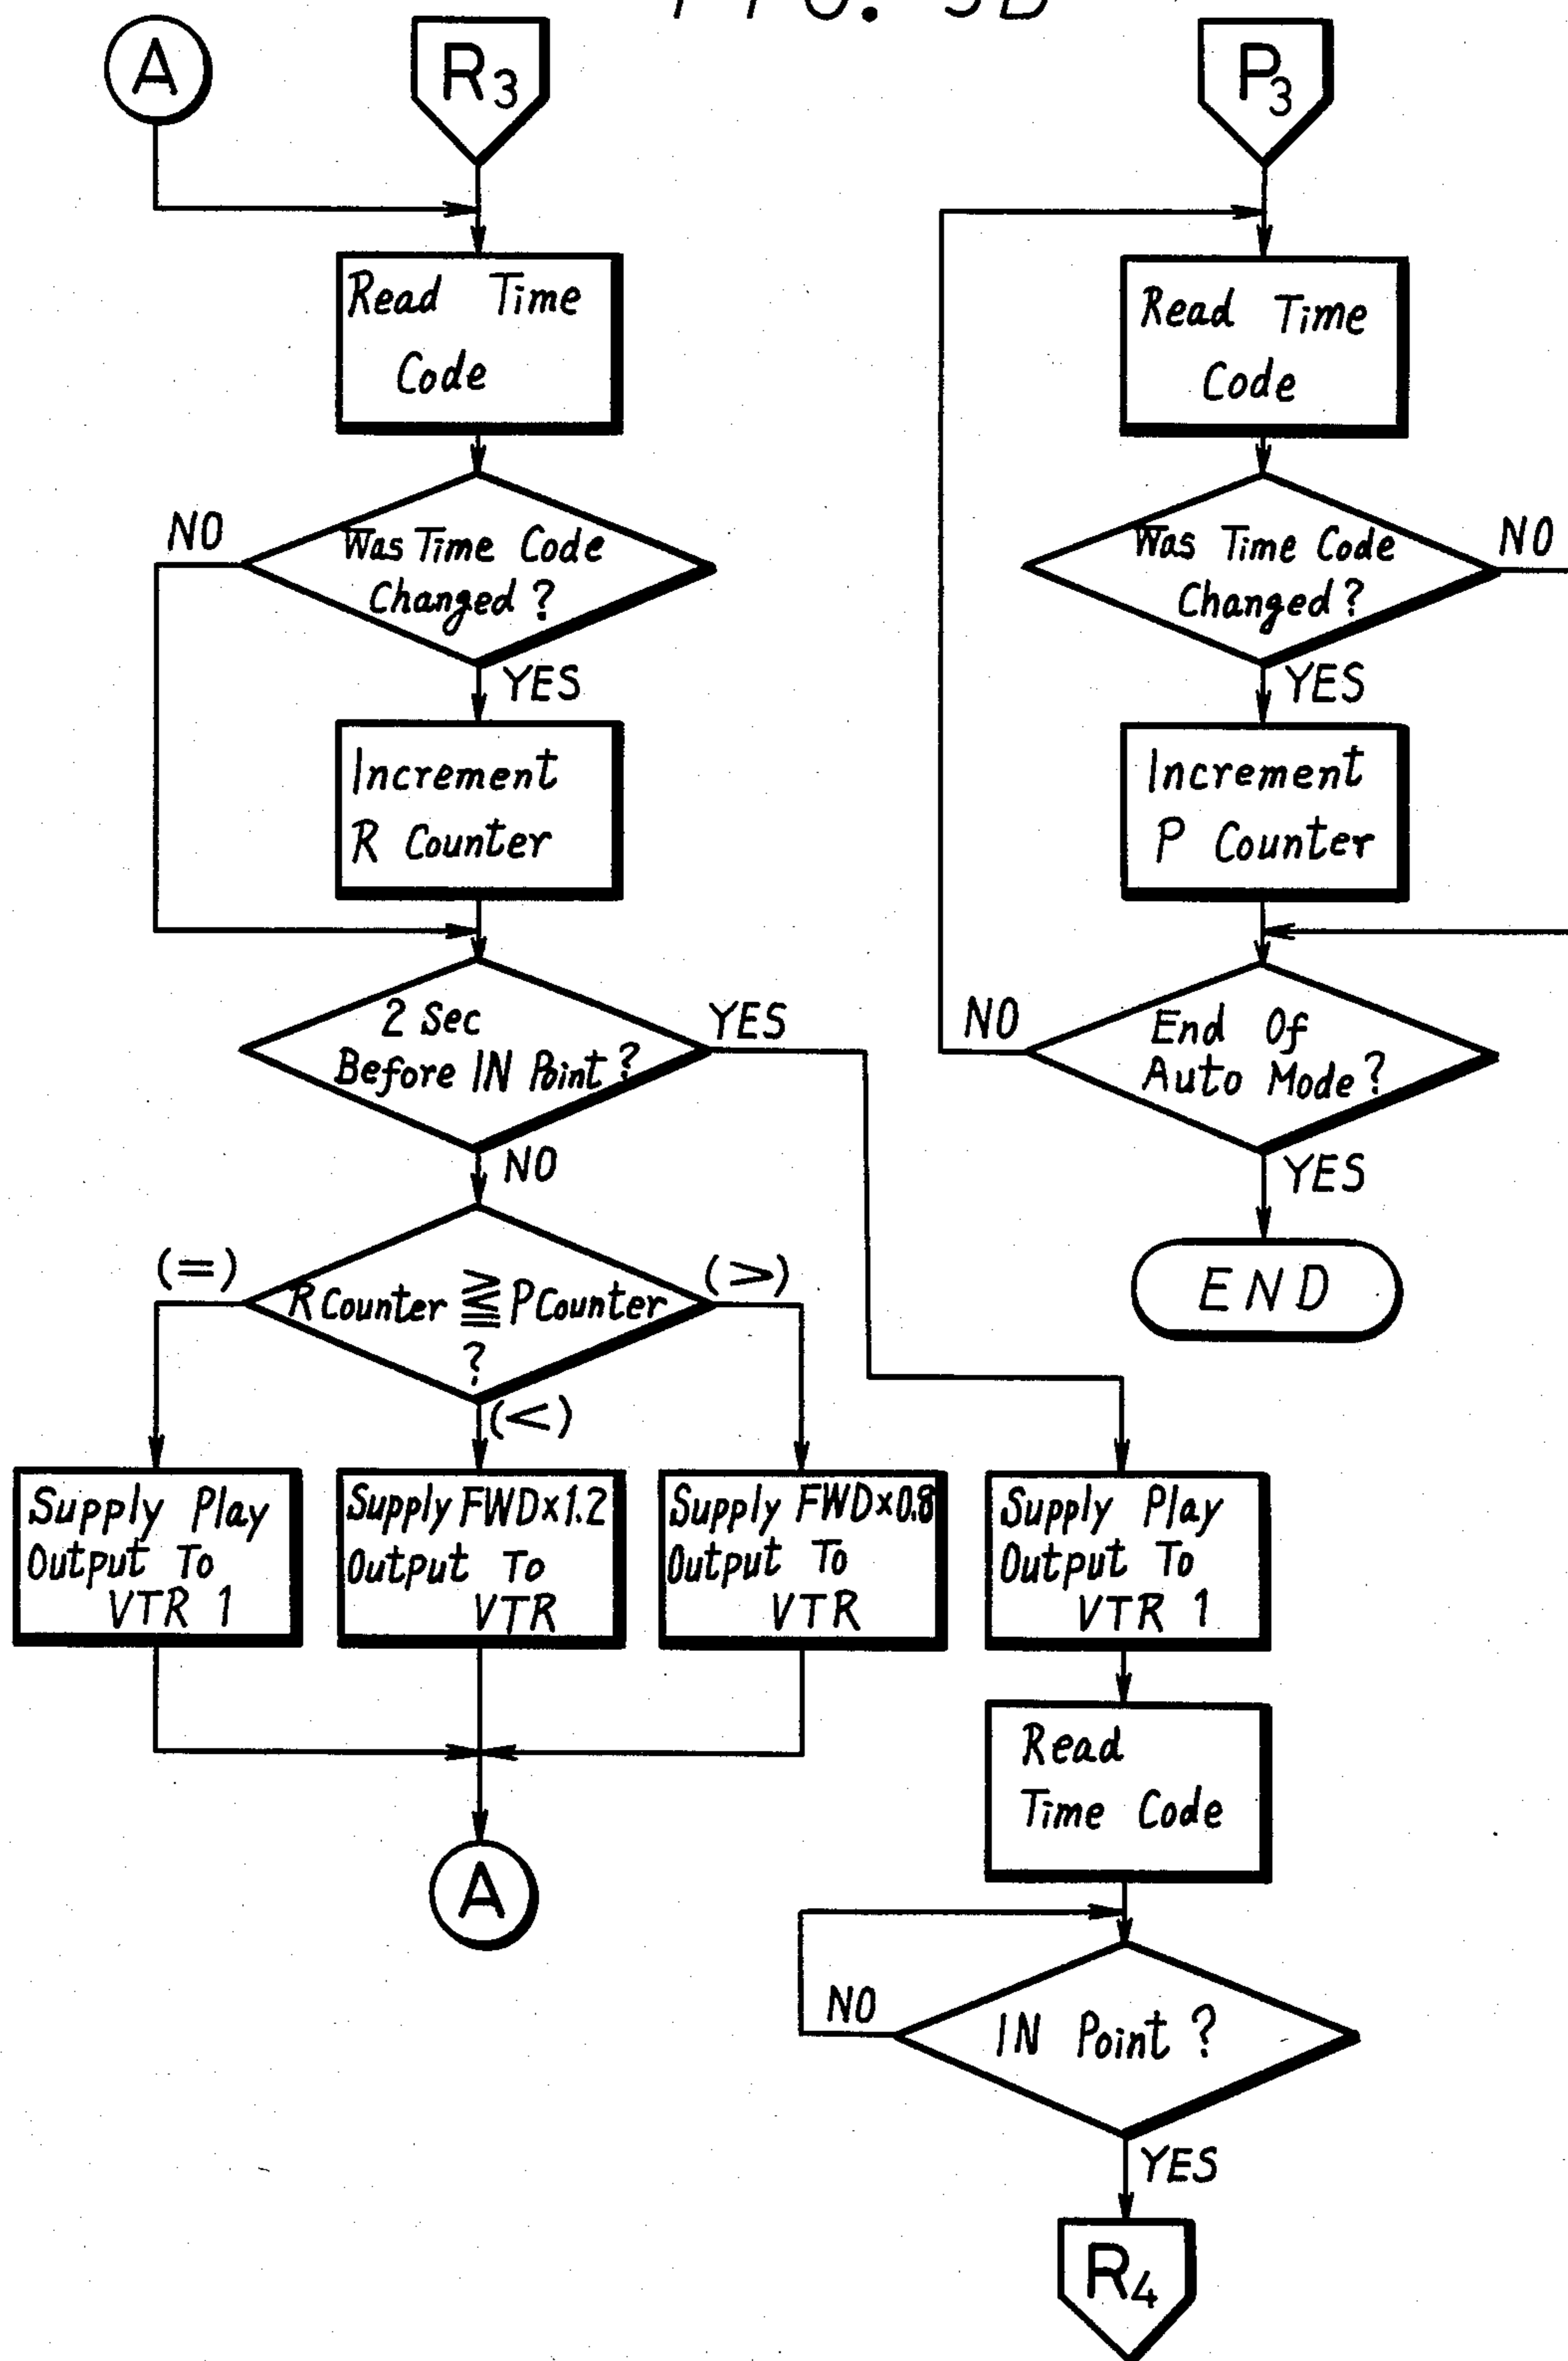 FIG. 5B
A
R3
Read Time
Code
Was Time Code
Changed?
NO
YES
Increment
R Counter
2 Sec
Before IN Point?
YES
NO
R Counter ⪌ P Counter
?
(=)
(<)
(>)
Supply Play
Output To
VTR 1
Supply FWD×1.2
Output To
VTR
Supply FWD×0.8
Output To
VTR
A
Supply Play
Output To
VTR 1
Read
Time Code
IN Point?
NO
YES
R4
P3
Read Time
Code
Was Time Code
Changed?
NO
YES
Increment
P Counter
End Of
Auto Mode?
NO
YES
END